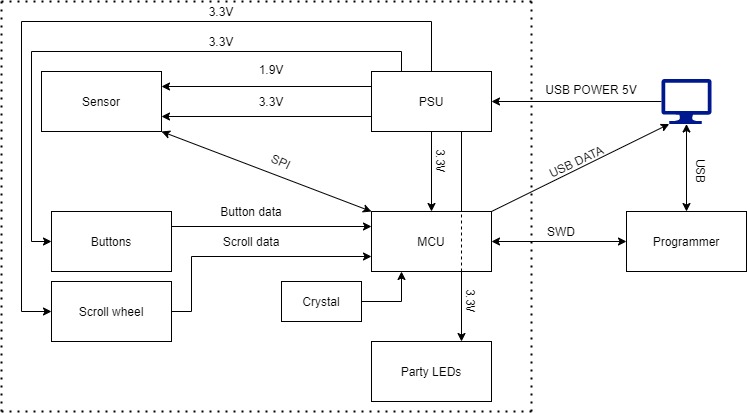 3.3V
3.3V
1.9V
3.3V
Sensor
PSU
USB POWER 5V
SPI
3.3V
USB DATA
USB
Button data
Buttons
Scroll data
MCU
SWD
Programmer
Crystal
Scroll wheel
3.3V
Party LEDs